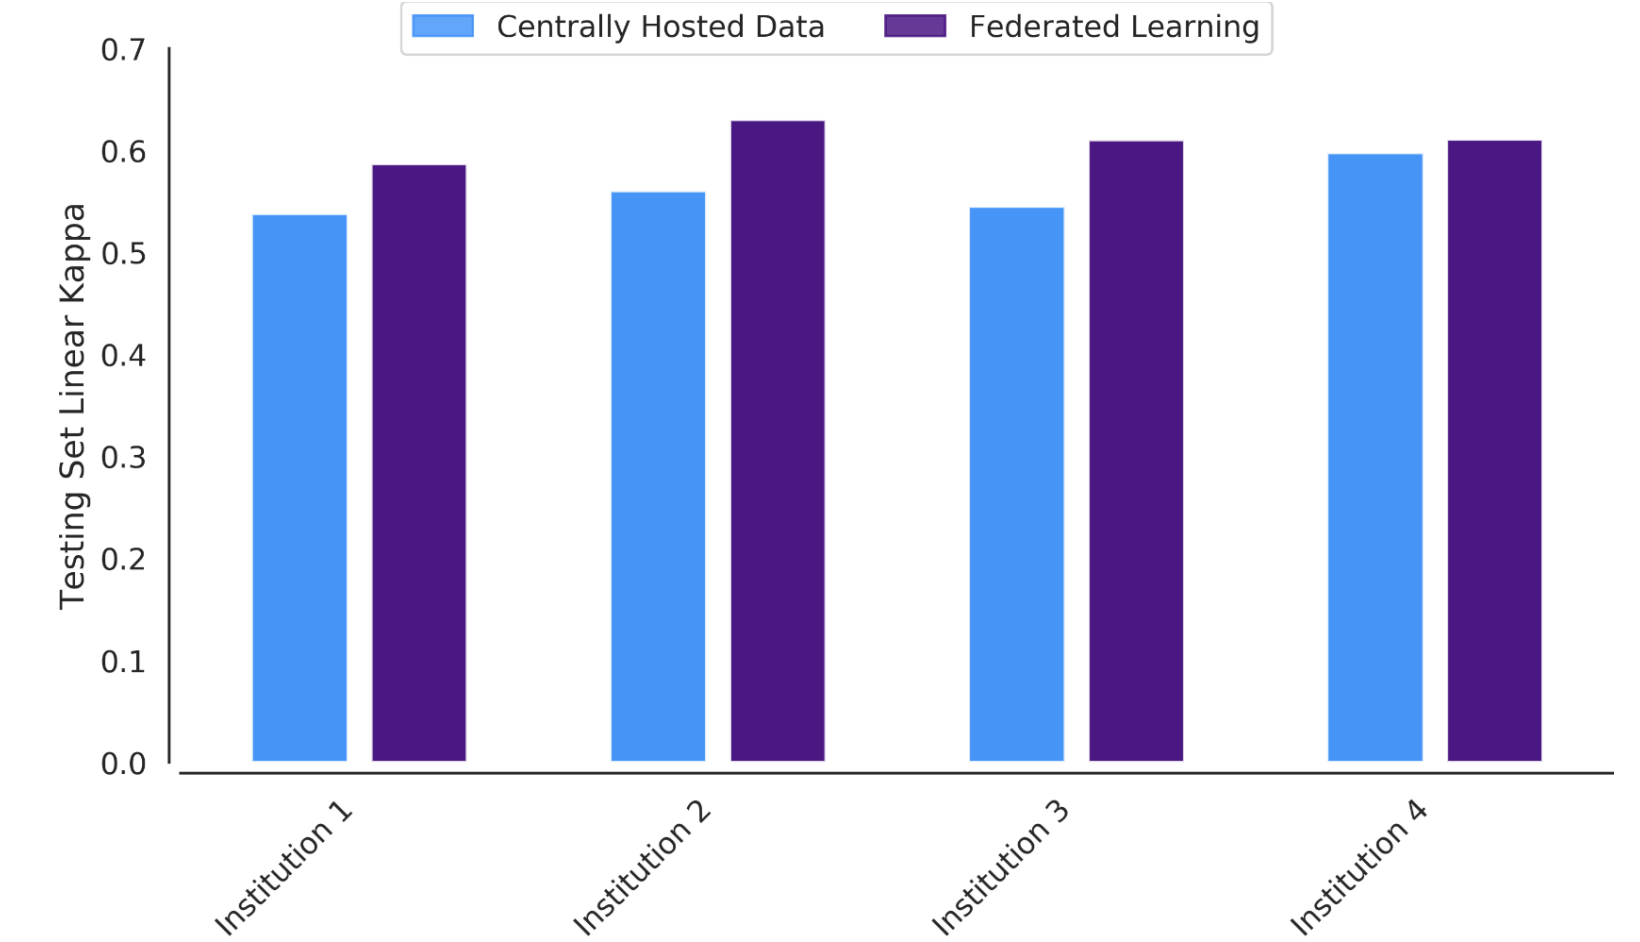 Centrally Hosted Data
Federated Learning
Testing Set Linear Kappa
0.7
0.6
0.5
0.4
0.3
0.2
0.1
0.0
Institution 1
Institution 2
Institution 3
Institution 4